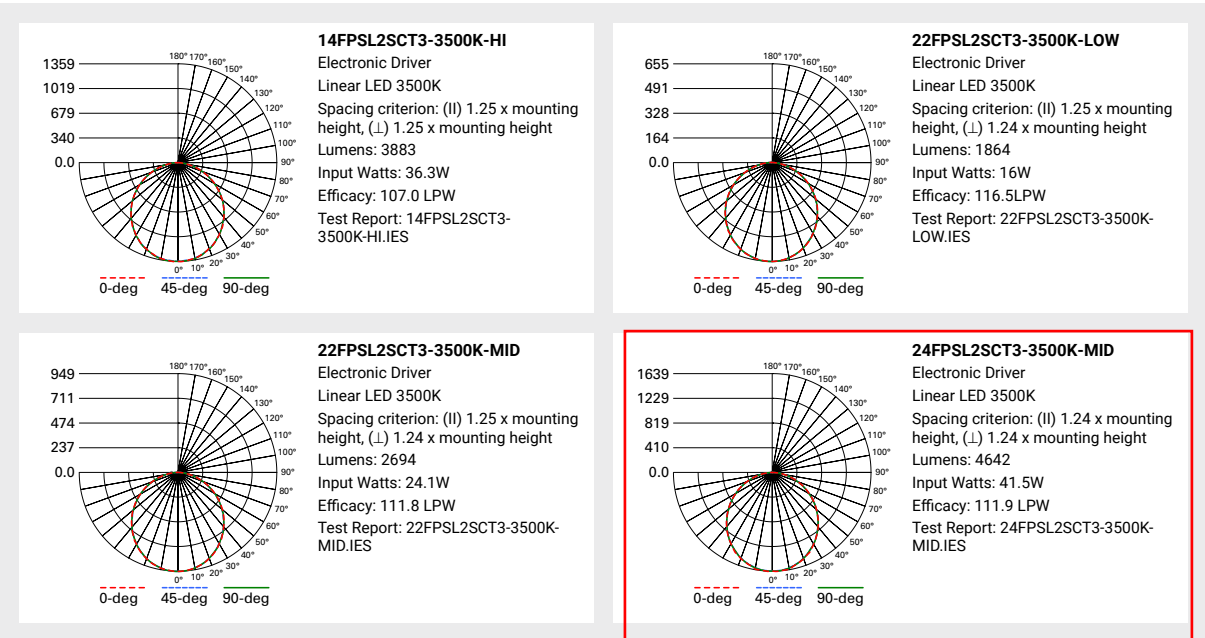 14FPSL2SCT3-3500K-HI
Electronic Driver
Linear LED 3500K
Spacing criterion: (II) 1.25 x mounting
height, (⊥) 1.25 x mounting height
Lumens: 3883
Input Watts: 36.3W
Efficacy: 107.0 LPW
Test Report: 14FPSL2SCT3-
3500K-HI.IES
1359
1019
679
340
0.0
180° 170° 160° 150° 140° 130° 120° 110° 100° 90° 80° 70° 60° 50° 40° 30° 20° 10° 0°
0-deg 45-deg 90-deg
22FPSL2SCT3-3500K-LOW
Electronic Driver
Linear LED 3500K
Spacing criterion: (II) 1.25 x mounting
height, (⊥) 1.24 x mounting height
Lumens: 1864
Input Watts: 16W
Efficacy: 116.5LPW
Test Report: 22FPSL2SCT3-3500K-
LOW.IES
655
491
328
164
0.0
180° 170° 160° 150° 140° 130° 120° 110° 100° 90° 80° 70° 60° 50° 40° 30° 20° 10° 0°
0-deg 45-deg 90-deg
22FPSL2SCT3-3500K-MID
Electronic Driver
Linear LED 3500K
Spacing criterion: (II) 1.25 x mounting
height, (⊥) 1.24 x mounting height
Lumens: 2694
Input Watts: 24.1W
Efficacy: 111.8 LPW
Test Report: 22FPSL2SCT3-3500K-
MID.IES
949
711
474
237
0.0
180° 170° 160° 150° 140° 130° 120° 110° 100° 90° 80° 70° 60° 50° 40° 30° 20° 10° 0°
0-deg 45-deg 90-deg
24FPSL2SCT3-3500K-MID
Electronic Driver
Linear LED 3500K
Spacing criterion: (II) 1.24 x mounting
height, (⊥) 1.24 x mounting height
Lumens: 4642
Input Watts: 41.5W
Efficacy: 111.9 LPW
Test Report: 24FPSL2SCT3-3500K-
MID.IES
1639
1229
819
410
0.0
180° 170° 160° 150° 140° 130° 120° 110° 100° 90° 80° 70° 60° 50° 40° 30° 20° 10° 0°
0-deg 45-deg 90-deg